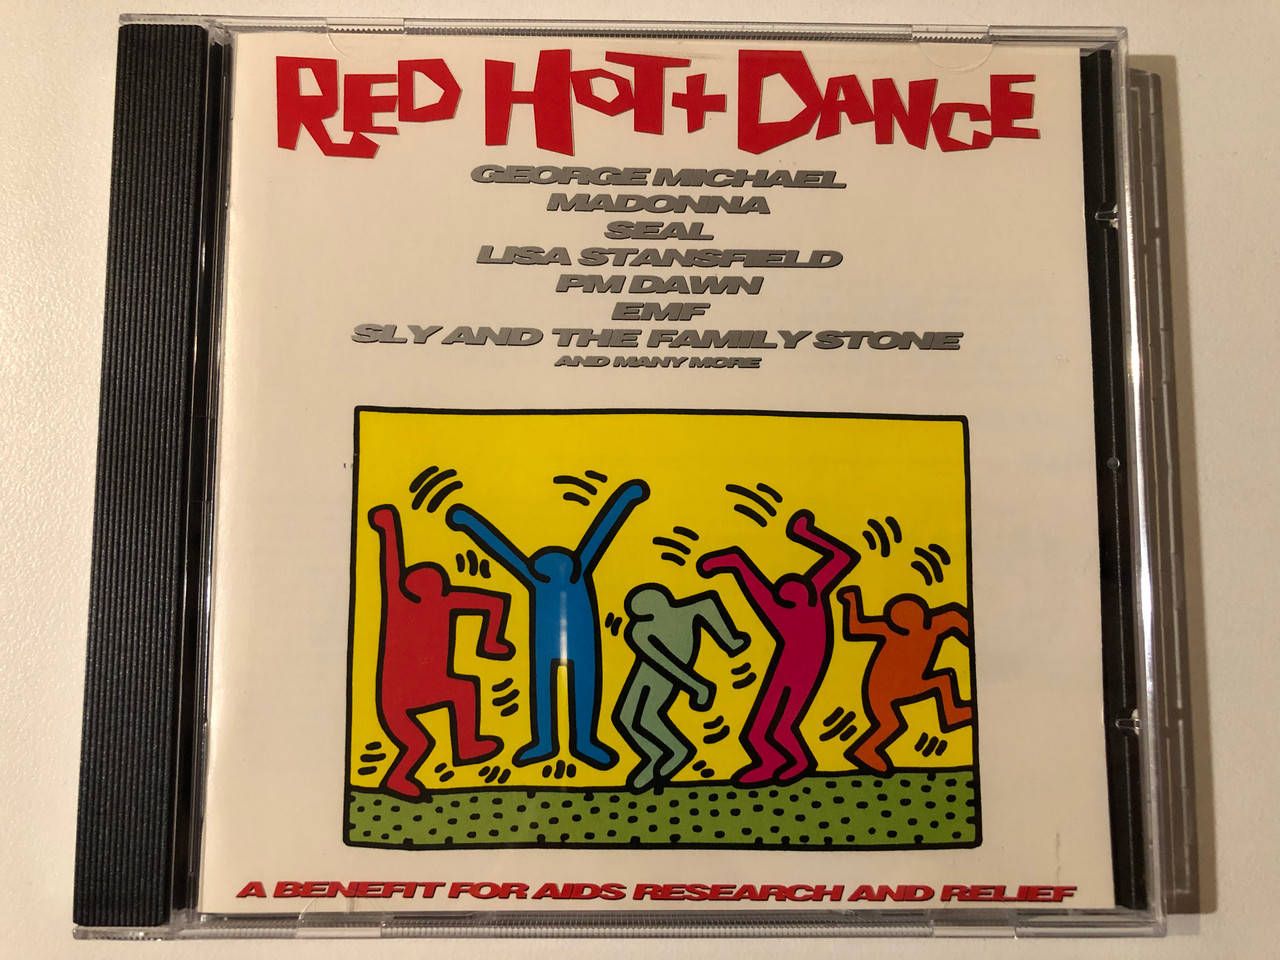 RED HOT + DANCE
GEORGE MICHAEL
MADONNA
SEAL
LISA STANSFIELD
PM DAWN
EMF
SLY AND THE FAMILY STONE
AND MANY MORE
A BENEFIT FOR AIDS RESEARCH AND RELIEF